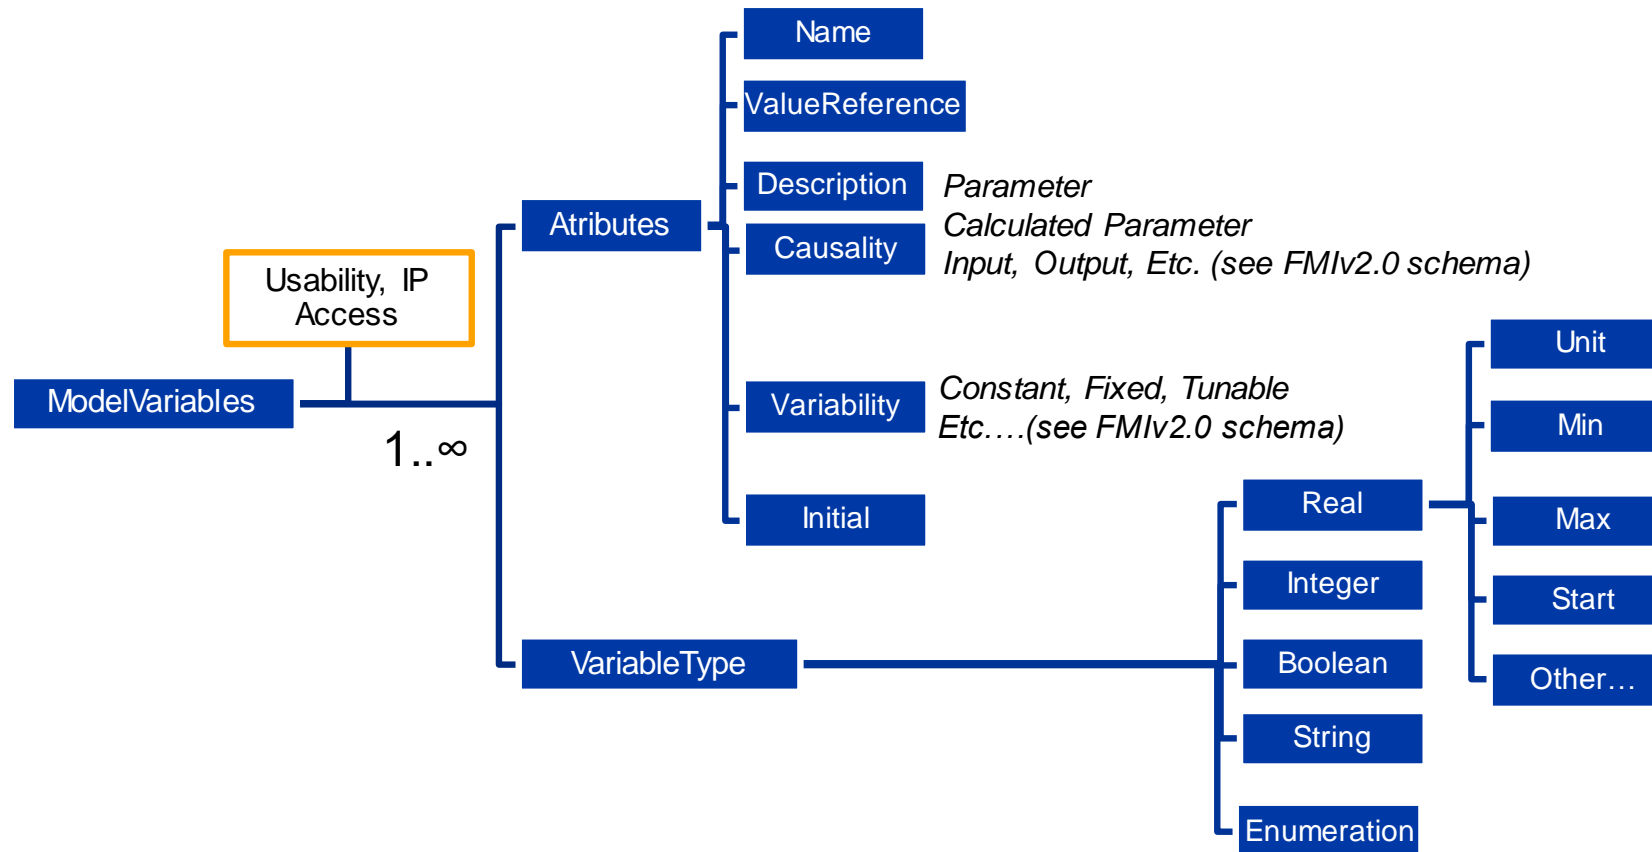 Name
ValueReference
Description
Parameter
Calculated Parameter
Atributes
Causality
Input, Output, Etc. (see FMIv2.0 schema)
Usability, IP
Access
Unit
ModelVariables
1..∞
Variability
Constant, Fixed, Tunable
Etc....(see FMIv2.0 schema)
Min
Initial
Real
Max
Integer
Start
VariableType
Boolean
Other...
String
Enumeration